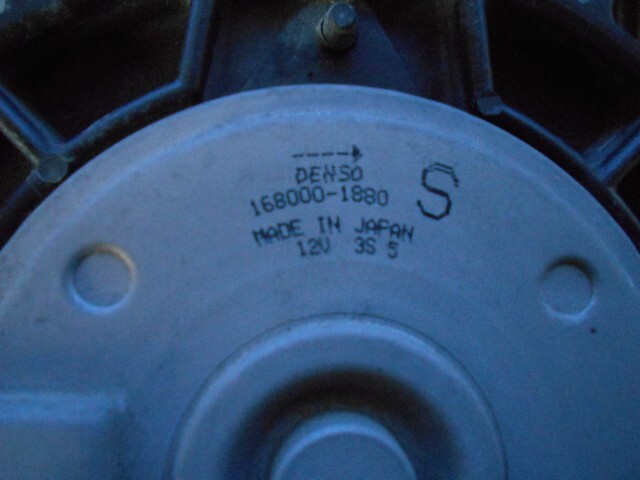 DENSO
168000-1880
S
MADE IN JAPAN
12V 3S 5